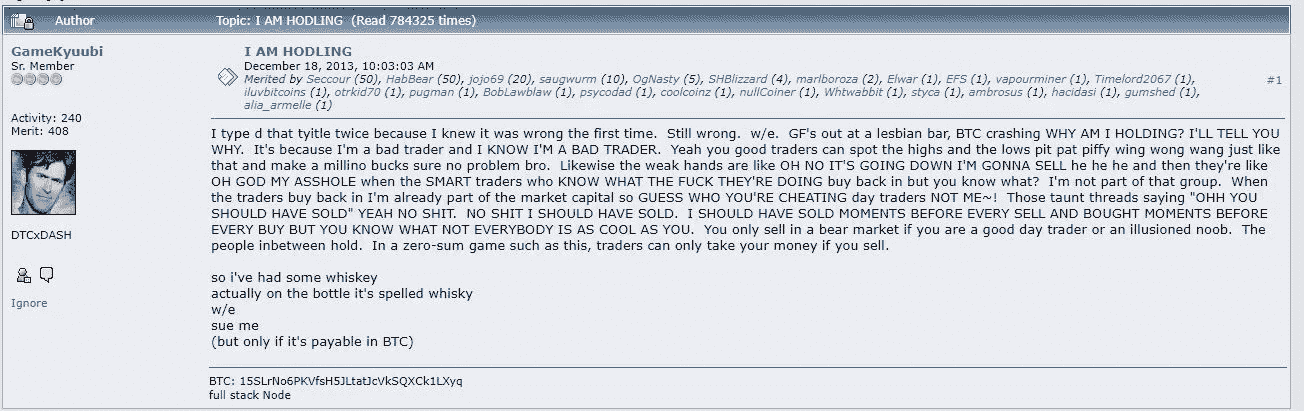 Author Topic: I AM HODLING (Read 784325 times)
GameKyuubi
Sr. Member
Activity: 240
Merit: 408
DTCxDASH
Ignore
I AM HODLING
December 18, 2013, 10:03:03 AM
Merited by Seccour (50), HabBear (50), jojo69 (20), saugwurm (10), OgNasty (5), SHBlizzard (4), marlboroza (2), Elwar (1), EFS (1), vapourminer (1), Timelord2067 (1),
iluvbitcoins (1), otrkid70 (1), pugman (1), BobLawblaw (1), psycodad (1), coolcoinz (1), nullCoiner (1), Whtwabbit (1), styca (1), ambrosus (1), hacidasi (1), gumshed (1),
alia_armelle (1)
#1
I type d that tyitle twice because I knew it was wrong the first time. Still wrong. w/e. GF's out at a lesbian bar, BTC crashing WHY AM I HOLDING? I'LL TELL YOU
WHY. It's because I'm a bad trader and I KNOW I'M A BAD TRADER. Yeah you good traders can spot the highs and the lows pit pat piffy wing wong wang just like
that and make a millino bucks sure no problem bro. Likewise the weak hands are like OH NO IT'S GOING DOWN I'M GONNA SELL he he he and then they're like
OH GOD MY ASSHOLE when the SMART traders who KNOW WHAT THE FUCK THEY'RE DOING buy back in but you know what? I'm not part of that group. When
the traders buy back in I'm already part of the market capital so GUESS WHO YOU'RE CHEATING day traders NOT ME~! Those taunt threads saying "OHH YOU
SHOULD HAVE SOLD" YEAH NO SHIT. NO SHIT I SHOULD HAVE SOLD. I SHOULD HAVE SOLD MOMENTS BEFORE EVERY SELL AND BOUGHT MOMENTS BEFORE
EVERY BUY BUT YOU KNOW WHAT NOT EVERYBODY IS AS COOL AS YOU. You only sell in a bear market if you are a good day trader or an illusioned noob. The
people inbetween hold. In a zero-sum game such as this, traders can only take your money if you sell.
so i've had some whiskey
actually on the bottle it's spelled whisky
w/e
sue me
(but only if it's payable in BTC)
BTC: 15SLrNo6PKVfsH5JLtatJcVkSQXCk1LXyq
full stack Node